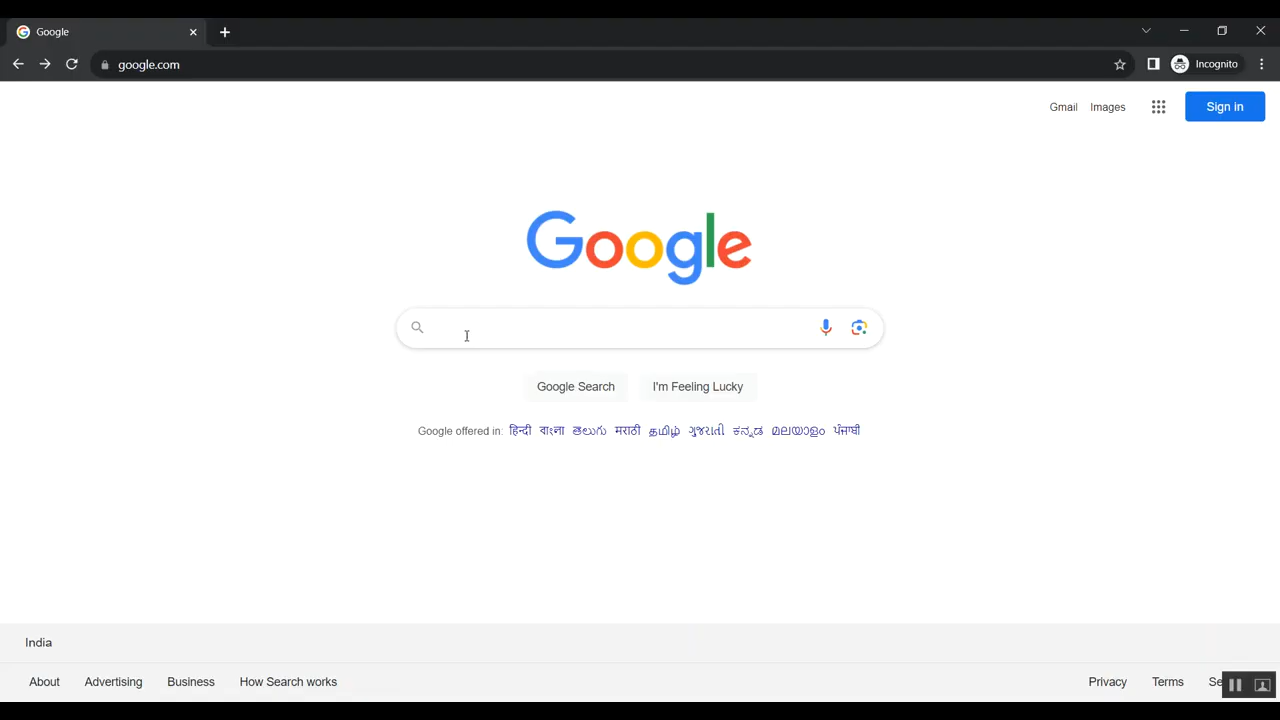 Google
google.com
Incognito
Gmail Images
Sign in
Google
Google Search I'm Feeling Lucky
Google offered in: हिन्दी বাংলা తెలుగు मराठी தமிழ் ગુજરાતી ಕನ್ನಡ മലയാളം ਪੰਜਾਬੀ
India
About Advertising Business How Search works
Privacy Terms